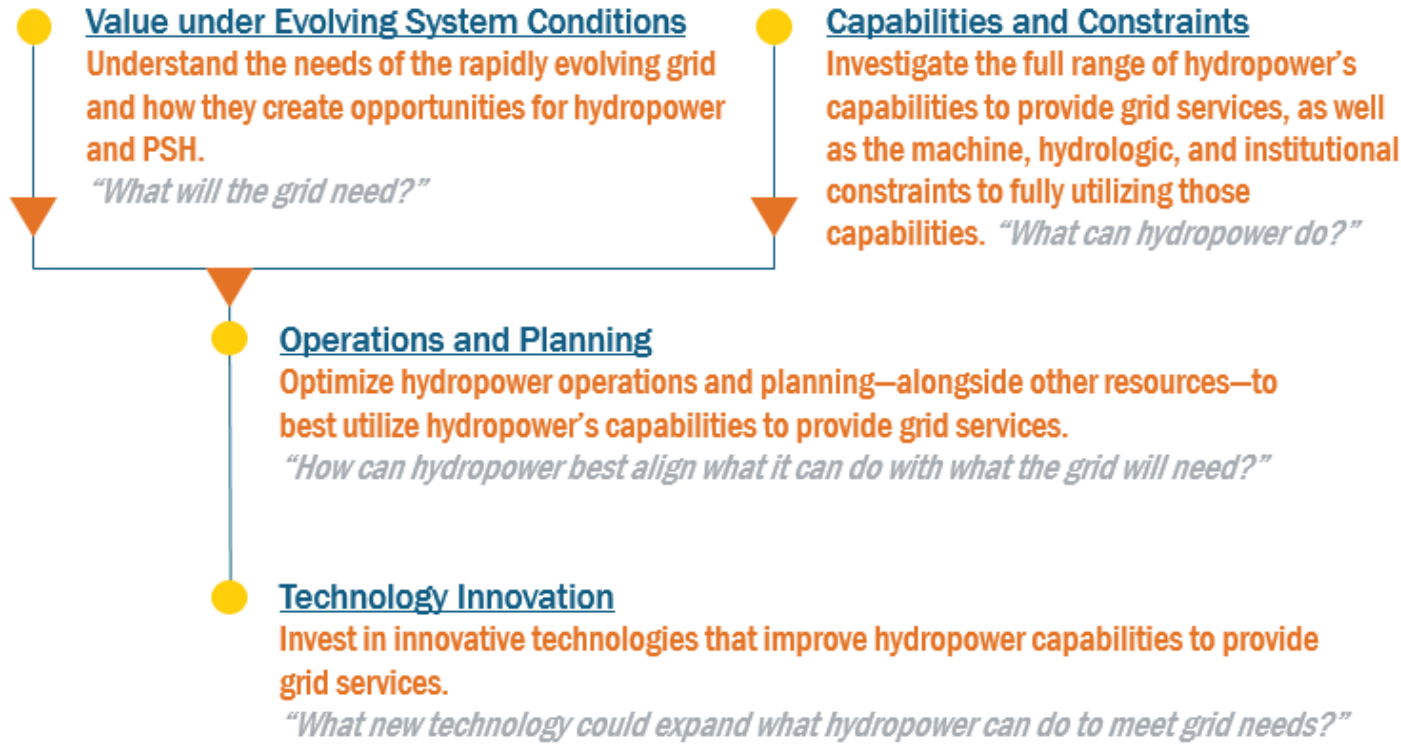 Value under Evolving System Conditions
Understand the needs of the rapidly evolving grid
and how they create opportunities for hydropower
and PSH.
“What will the grid need?”
Capabilities and Constraints
Investigate the full range of hydropower’s
capabilities to provide grid services, as well
as the machine, hydrologic, and institutional
constraints to fully utilizing those
capabilities. “What can hydropower do?”
Operations and Planning
Optimize hydropower operations and planning—alongside other resources—to
best utilize hydropower’s capabilities to provide grid services.
“How can hydropower best align what it can do with what the grid will need?”
Technology Innovation
Invest in innovative technologies that improve hydropower capabilities to provide
grid services.
“What new technology could expand what hydropower can do to meet grid needs?”